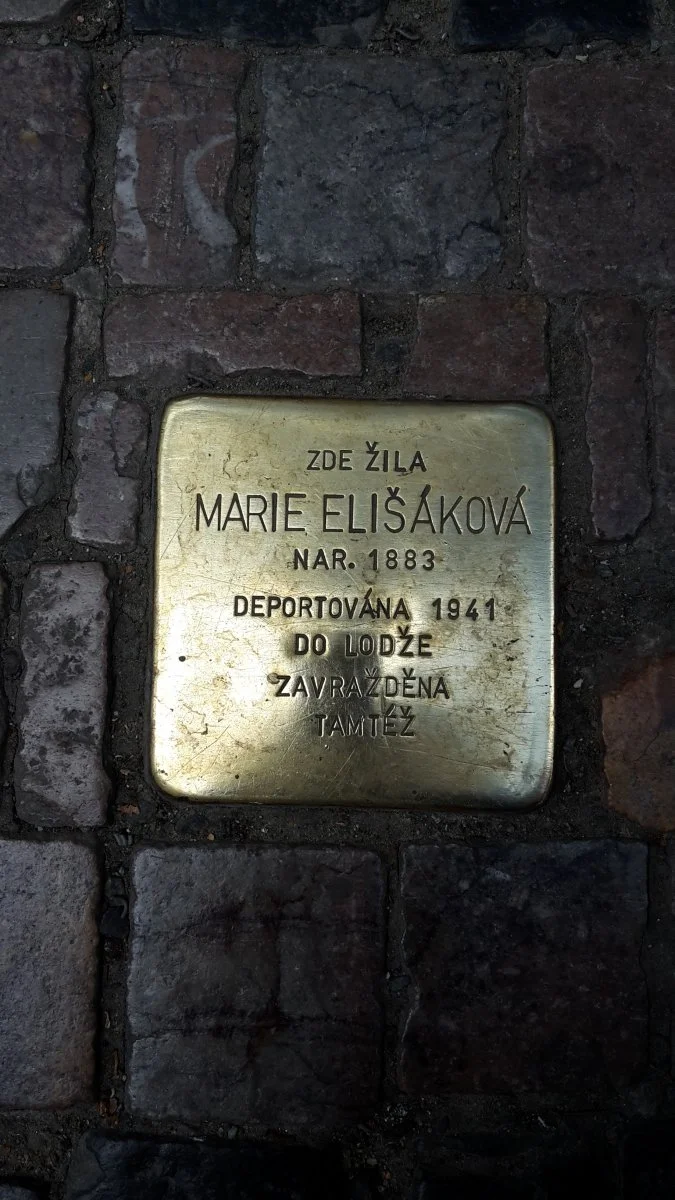 ZDE ŽILA
MARIE ELIŠÁKOVÁ
NAR. 1883
DEPORTOVÁNA 1941
DO LODŽE
ZAVRAŽDĚNA
TAMTÉŽ